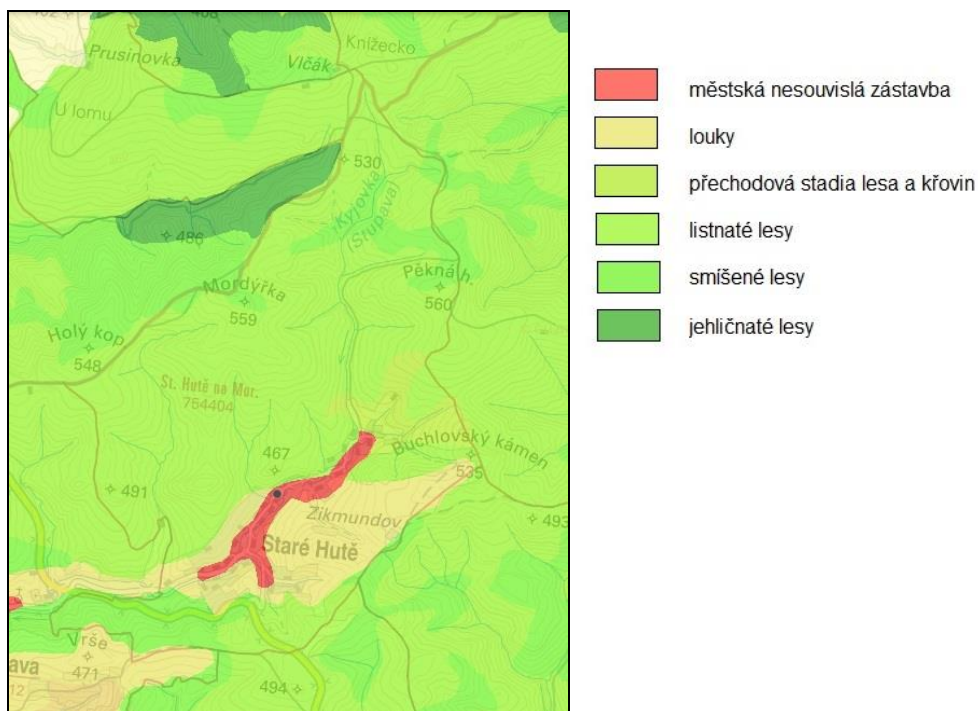 Prusinovka
Knížecko
Vlčák
U lomu
530
Kyjovka
(Stupava)
486
Pěkná h.
560
Mordýřka
559
Holý kop
548
St. Hutě na Mor.
754404
467
Buchlovský kámen
535
491
Zikmundov
493
Staré Hutě
Vrše
471
ava
12
494
městská nesouvislá zástavba
louky
přechodová stadia lesa a křovin
listnaté lesy
smíšené lesy
jehličnaté lesy